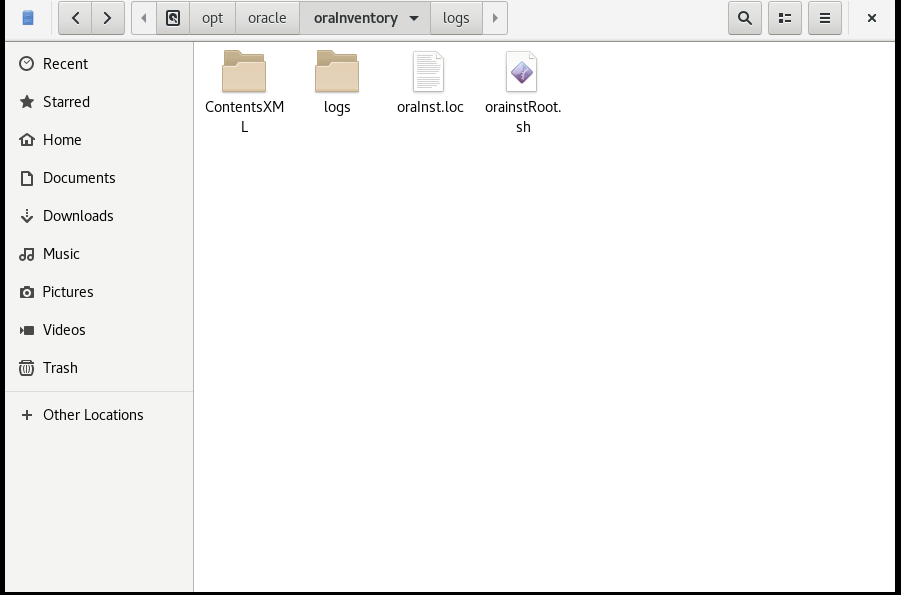 opt oracle oraInventory logs
Recent
Starred
Home
Documents
Downloads
Music
Pictures
Videos
Trash
Other Locations
ContentsXM
L
logs
oraInst.loc
orainstRoot.
sh